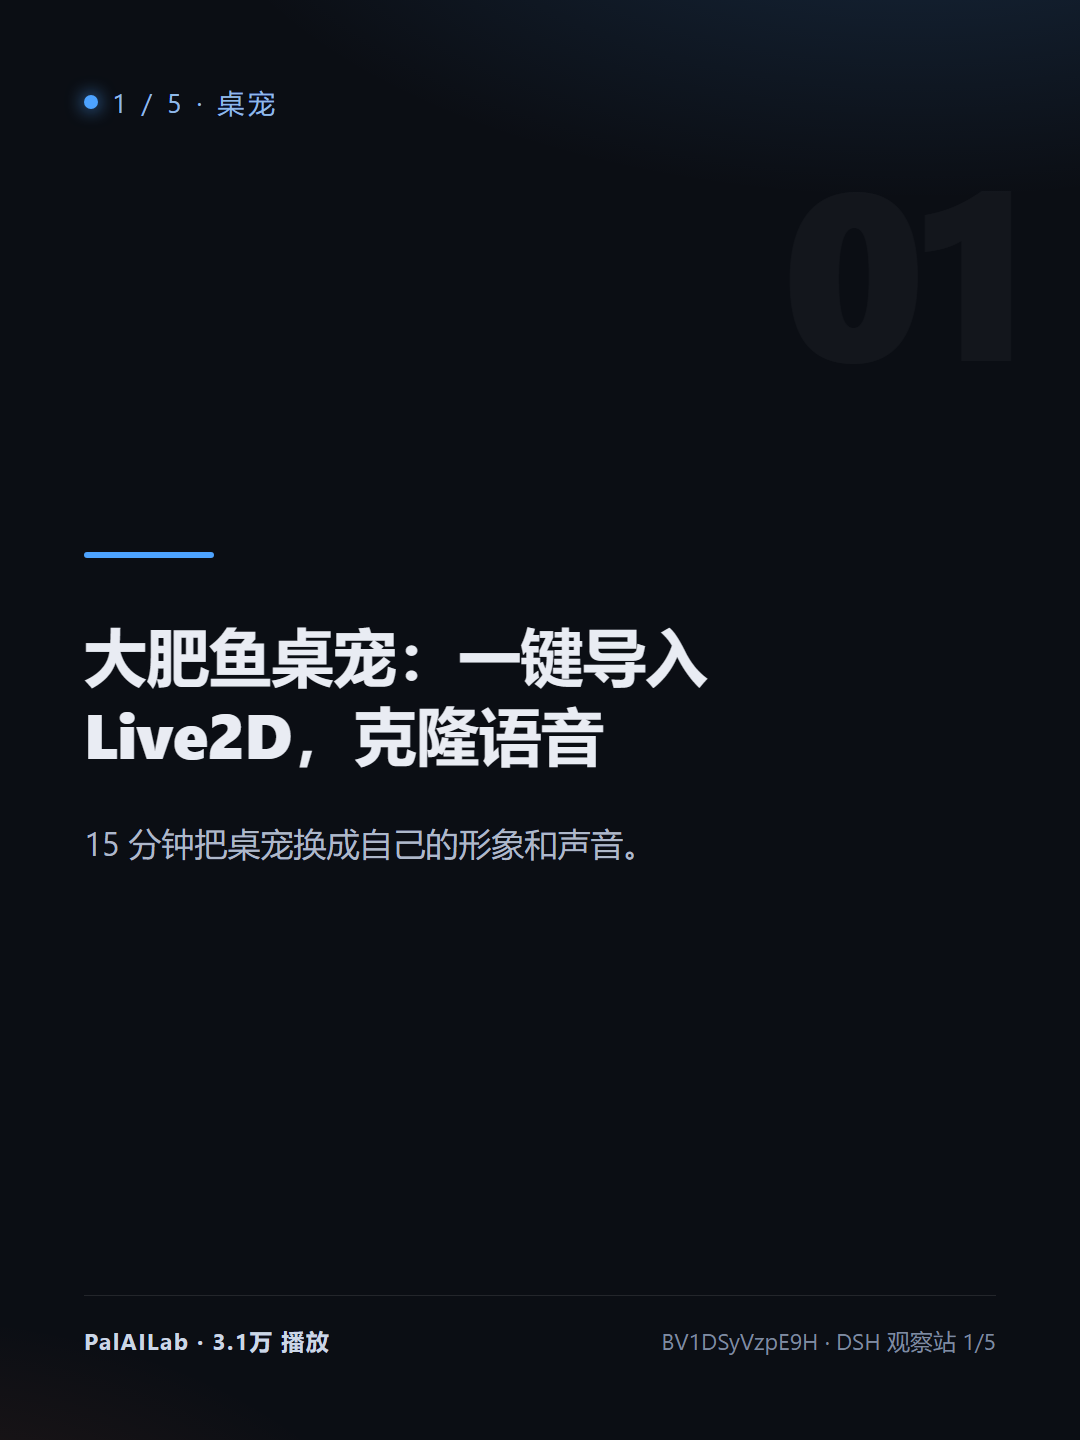 1 / 5 · 桌宠
01
大肥鱼桌宠：一键导入
Live2D，克隆语音
15 分钟把桌宠换成自己的形象和声音。
PalAILab · 3.1万 播放
BV1DSyVzpE9H · DSH 观察站 1/5